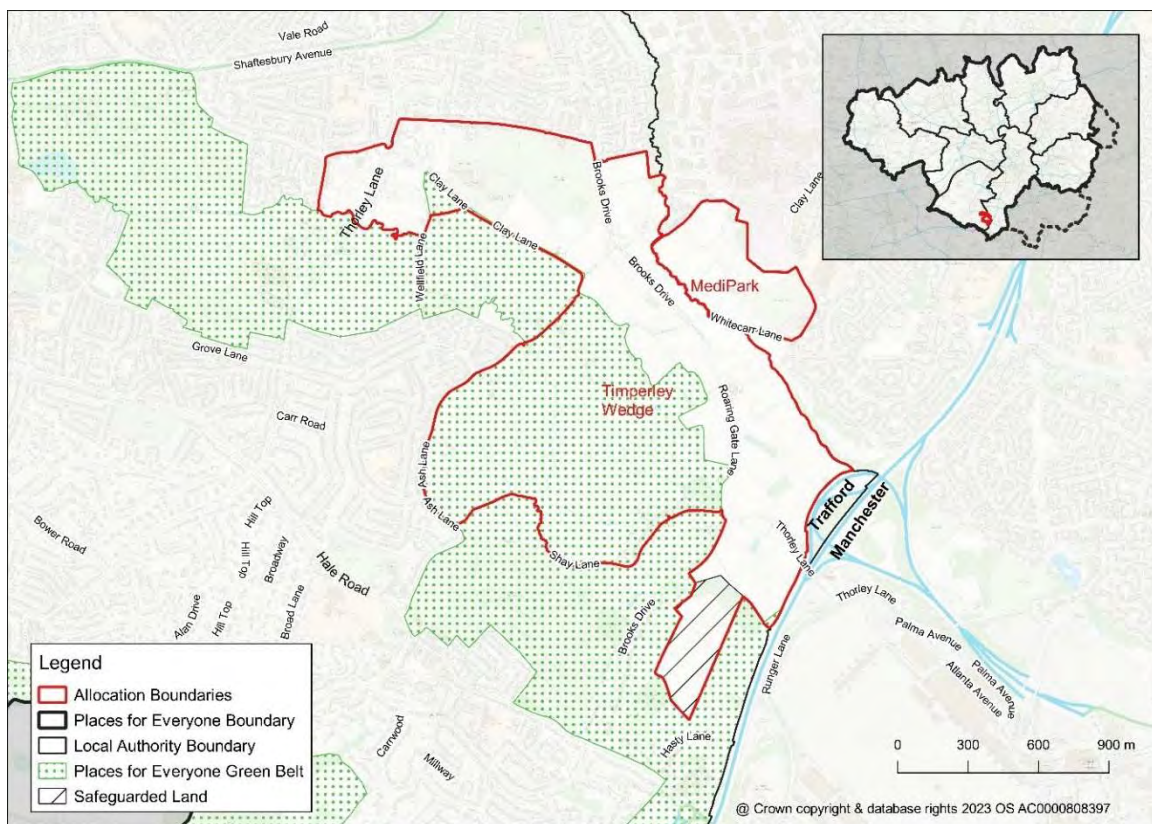 Vale Road
Shaftesbury Avenue
Thorley Lane
Clay Lane
Clay Lane
Wellfield Lane
Brooks Drive
Clay Lane
Brooks Drive
MediPark
Whitecarr Lane
Grove Lane
Timperley
Wedge
Roaring Gate Lane
Carr Road
Ash Lane
Ash Lane
Shay Lane
Trafford
Manchester
Thorley Lane
Thorley Lane
Bower Road
Hill Top
Hill Top
Broadway
Hale Road
Alan Drive
Hill Top
Broad Lane
Brooks Drive
Runger Lane
Palma Avenue
Palma Avenue
Atlanta Avenue
Carrwood
Millway
Hasty Lane
Legend
Allocation Boundaries
Places for Everyone Boundary
Local Authority Boundary
Places for Everyone Green Belt
Safeguarded Land
0 300 600 900 m
@ Crown copyright & database rights 2023 OS AC0000808397